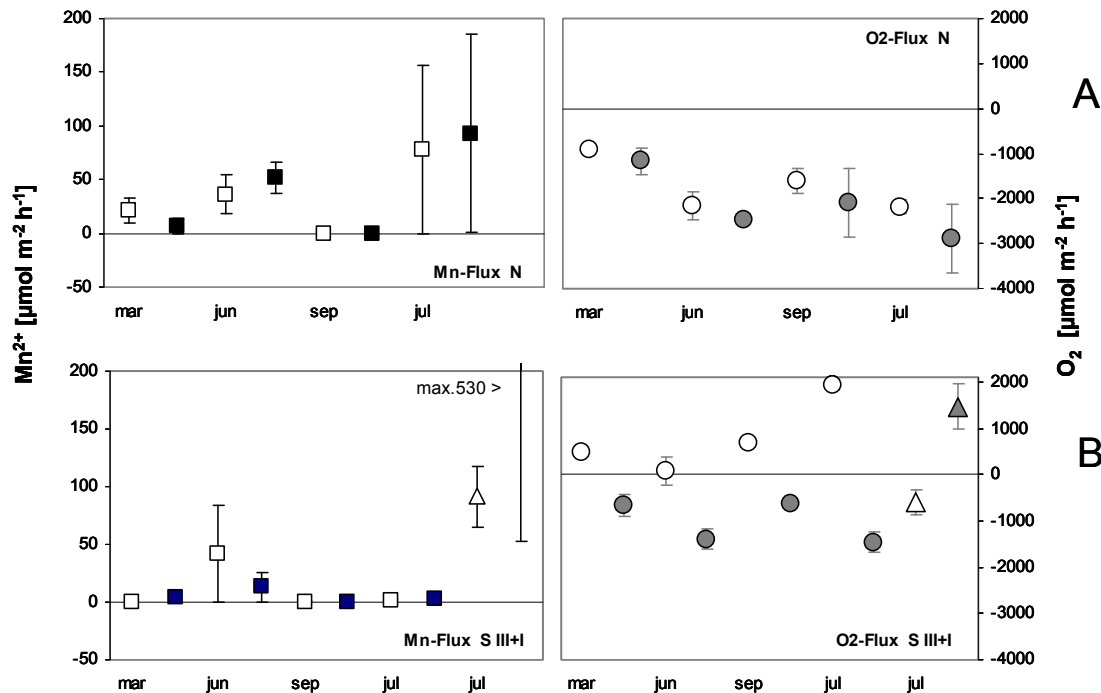 200
150
100
50
0
-50
Mn-Flux N
mar jun sep jul
2000
1000
0
-1000
-2000
-3000
-4000
O2-Flux N
mar jun sep jul
A
Mn²⁺ [µmol m⁻² h⁻¹]
O₂ [µmol m⁻² h⁻¹]
200
150
100
50
0
-50
max.530 >
Mn-Flux S III+I
mar jun sep jul jul
2000
1000
0
-1000
-2000
-3000
-4000
O2-Flux S III+I
mar jun sep jul jul
B